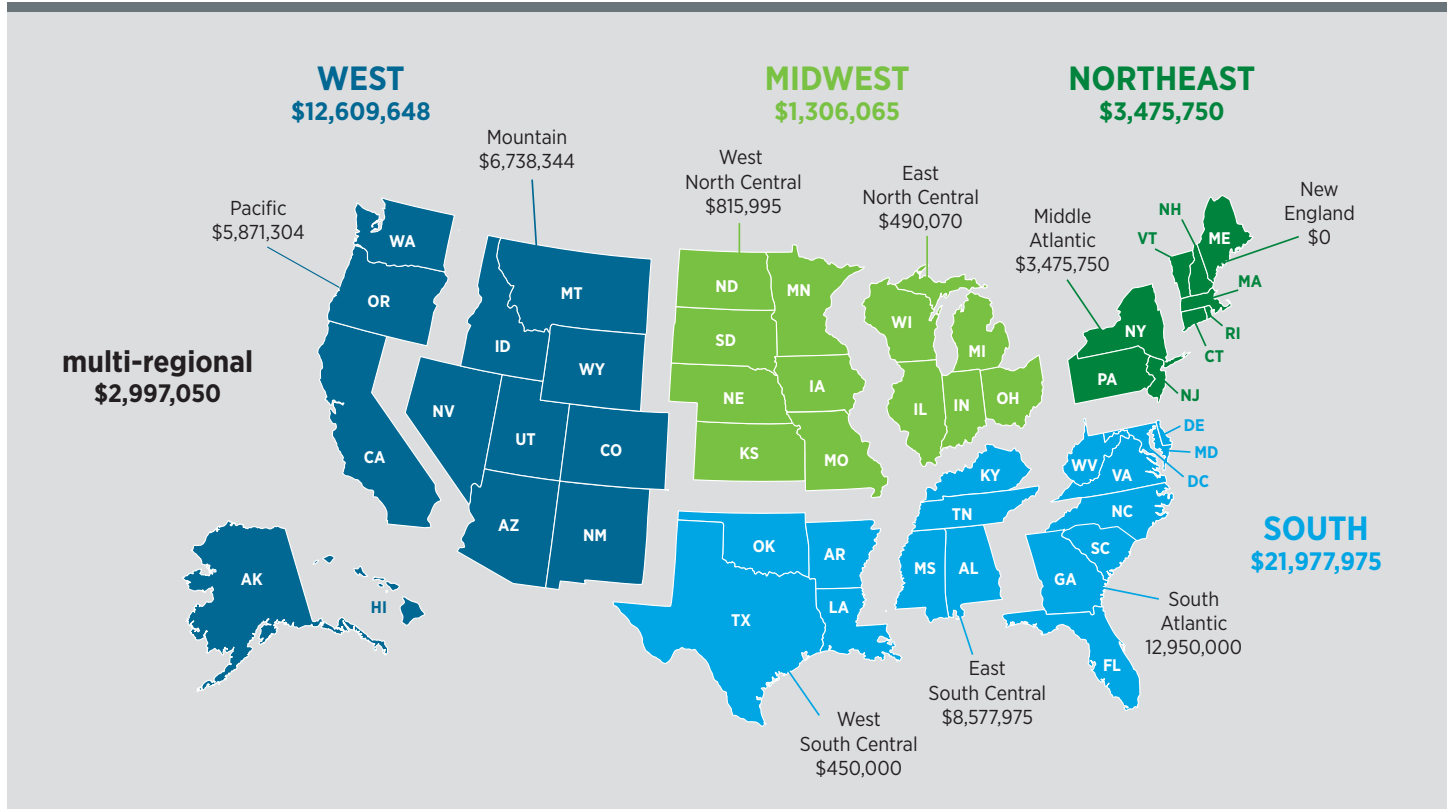 WEST
$12,609,648
MIDWEST
$1,306,065
NORTHEAST
$3,475,750
Mountain
$6,738,344
Pacific
$5,871,304
West
North Central
$815,995
East
North Central
$490,070
Middle
Atlantic
$3,475,750
New
England
$0
multi-regional
$2,997,050
SOUTH
$21,977,975
South
Atlantic
12,950,000
East
South Central
$8,577,975
West
South Central
$450,000
WA
OR
CA
AK
HI
MT
ID
WY
NV
UT
CO
AZ
NM
ND
MN
SD
NE
IA
KS
MO
WI
MI
IL
IN
OH
NH
VT
ME
MA
RI
CT
NY
PA
NJ
DE
MD
DC
WV
VA
KY
TN
NC
SC
GA
FL
MS
AL
OK
AR
TX
LA